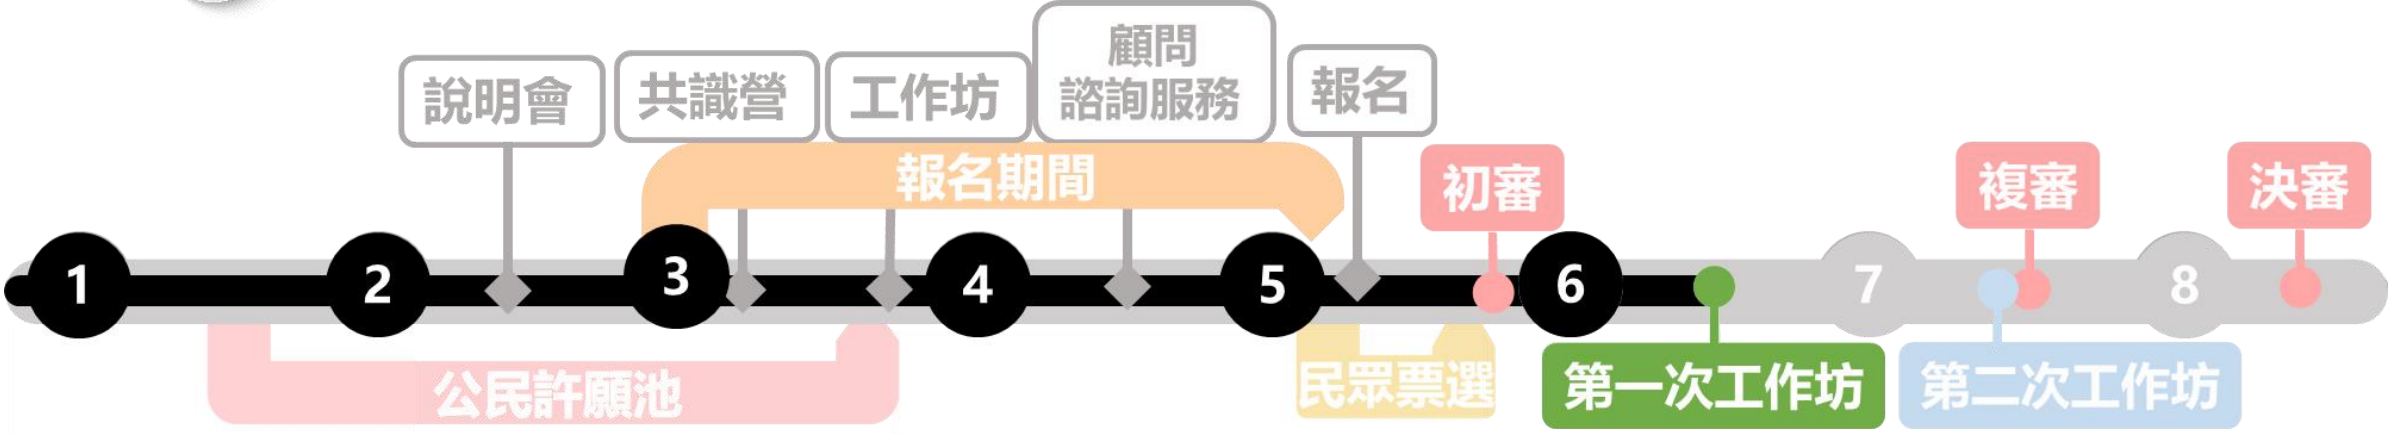 顧問
諮詢服務
說明會
共識營
工作坊
報名
報名期間
初審
複審
決審
1
2
3
4
5
6
7
8
公民許願池
民眾票選
第一次工作坊
第二次工作坊